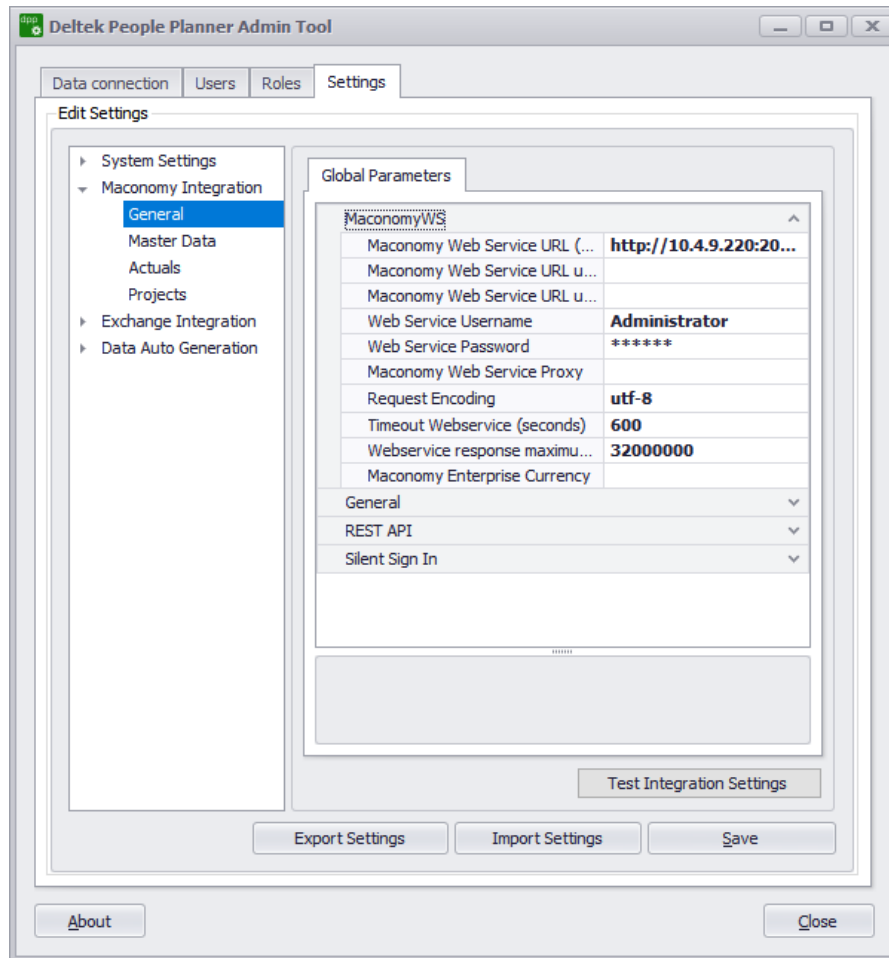 dpp
Deltek People Planner Admin Tool
Data connection Users Roles Settings
Edit Settings
System Settings
Maconomy Integration
General
Master Data
Actuals
Projects
Exchange Integration
Data Auto Generation
Global Parameters
MaconomyWS
Maconomy Web Service URL (... http://10.4.9.220:20...
Maconomy Web Service URL u...
Maconomy Web Service URL u...
Web Service Username Administrator
Web Service Password ******
Maconomy Web Service Proxy
Request Encoding utf-8
Timeout Webservice (seconds) 600
Webservice response maximu... 32000000
Maconomy Enterprise Currency
General
REST API
Silent Sign In
Test Integration Settings
Export Settings Import Settings Save
About Close